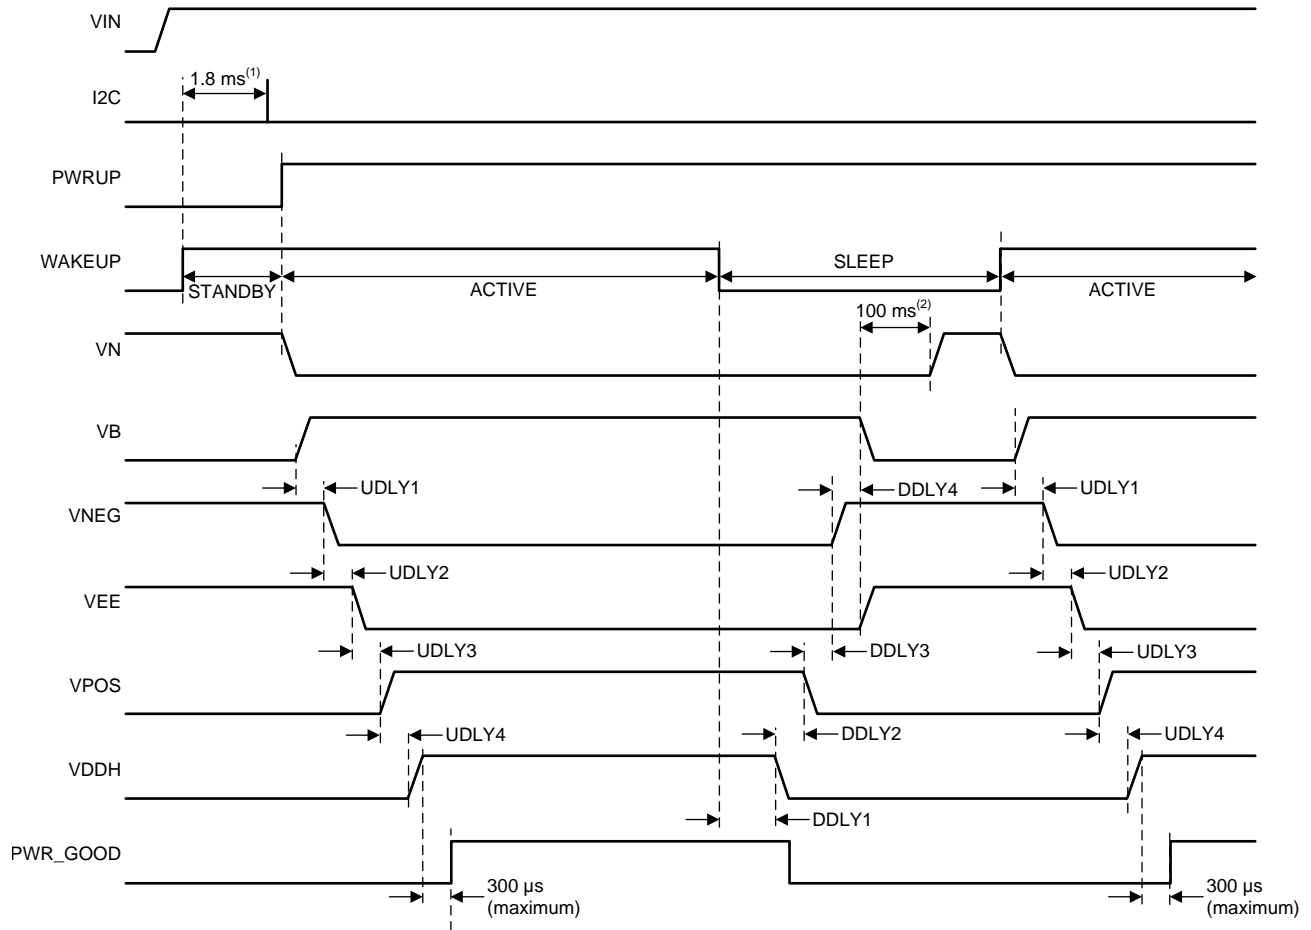 VIN
1.8 ms(1)
I2C
PWRUP
WAKEUP
SLEEP
STANDBY
ACTIVE
ACTIVE
100 ms(2)
VN
VB
UDLY1
DDLY4
UDLY1
VNEG
UDLY2
UDLY2
VEE
UDLY3
DDLY3
UDLY3
VPOS
UDLY4
DDLY2
UDLY4
VDDH
DDLY1
PWR_GOOD
300 µs
(maximum)
300 µs
(maximum)